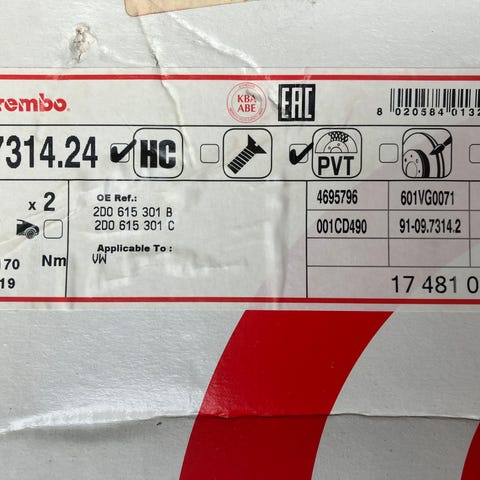 rembo.
KBA
ABE
EAC
8 020584 0132
7314.24
HC
PVT
x 2
OE Ref.:
2D0 615 301 B
2D0 615 301 C
Applicable To :
VW
170
Nm
19
4695796
601VG0071
001CD490
91-09.7314.2
17 481 0